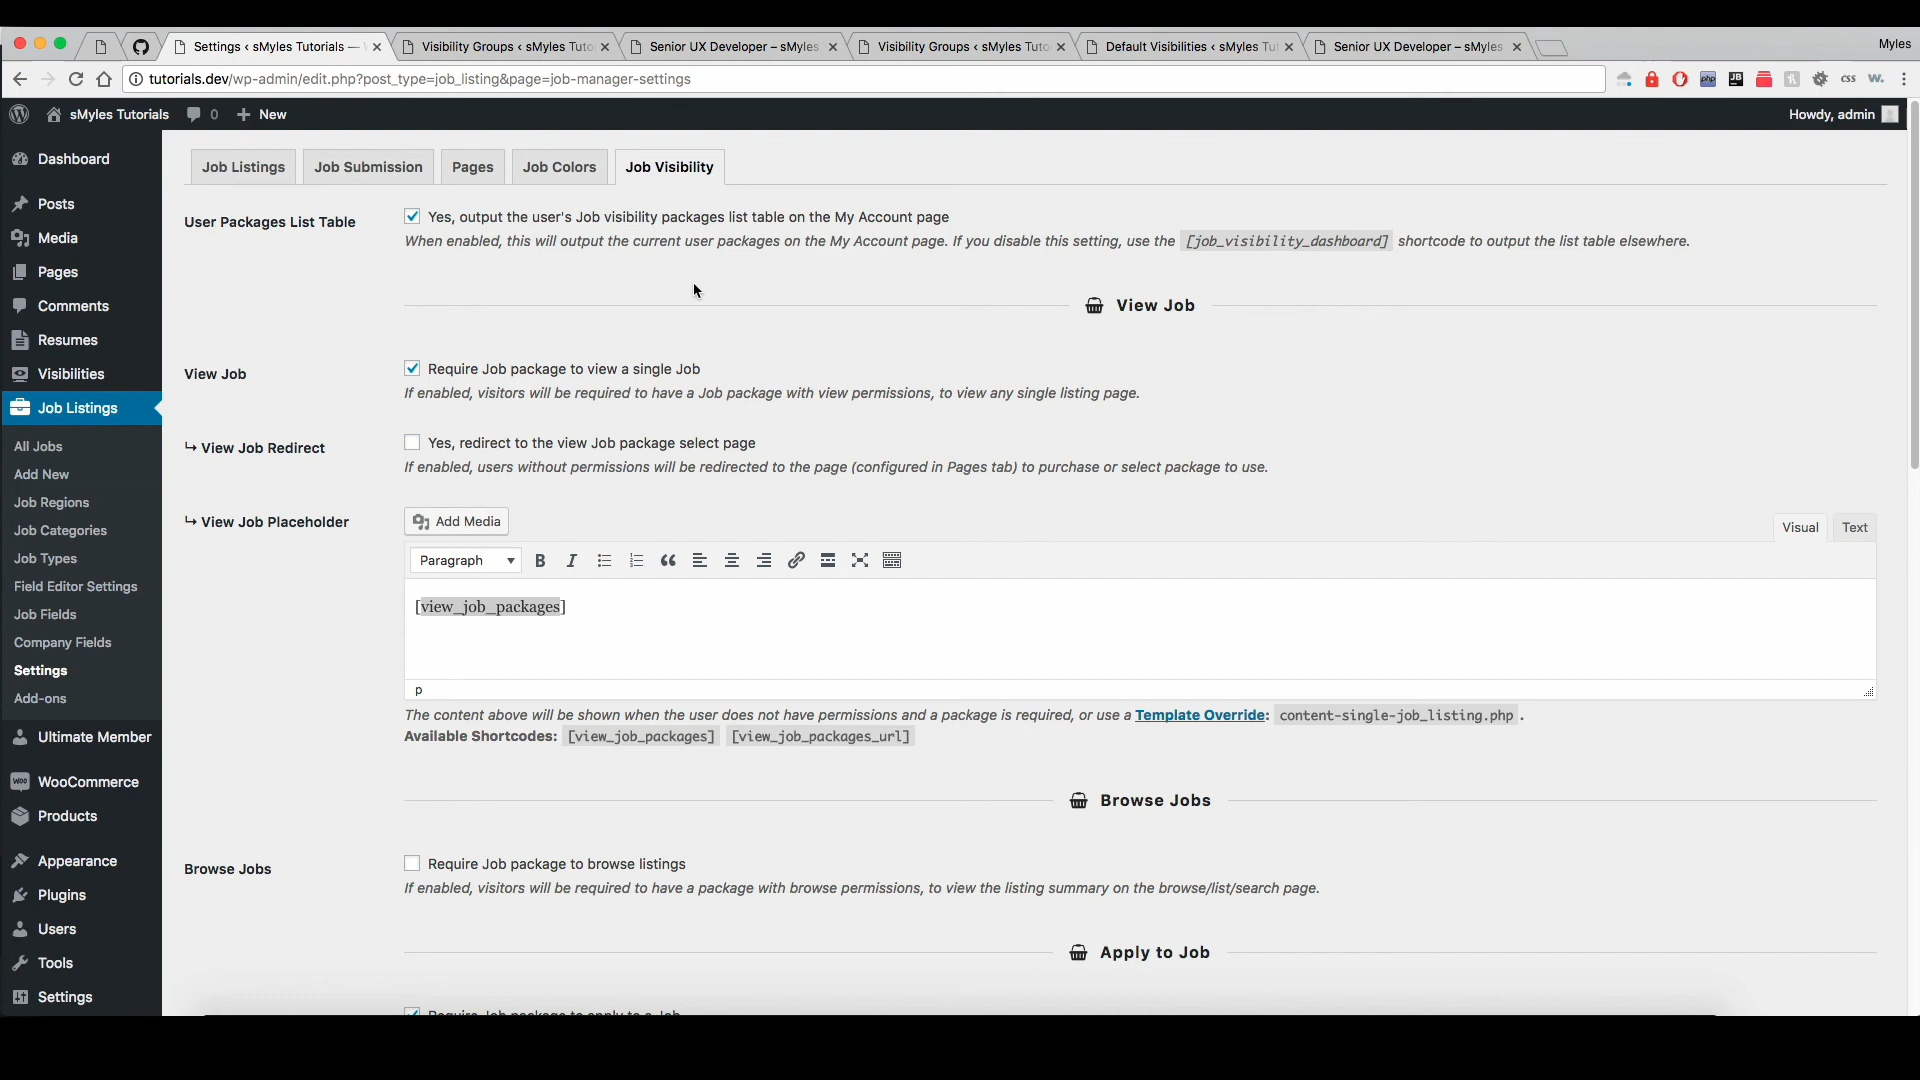 Settings ‹ sMyles Tutorials —
Visibility Groups ‹ sMyles Tuto
Senior UX Developer – sMyles
Visibility Groups ‹ sMyles Tuto
Default Visibilities ‹ sMyles Tu
Senior UX Developer – sMyles
Myles
tutorials.dev/wp-admin/edit.php?post_type=job_listing&page=job-manager-settings
php
JB
css
w.
sMyles Tutorials
0
New
Howdy, admin
Dashboard
Posts
Media
Pages
Comments
Resumes
Visibilities
Job Listings
All Jobs
Add New
Job Regions
Job Categories
Job Types
Field Editor Settings
Job Fields
Company Fields
Settings
Add-ons
Ultimate Member
Woo WooCommerce
Products
Appearance
Plugins
Users
Tools
Settings
Job Listings
Job Submission
Pages
Job Colors
Job Visibility
User Packages List Table
Yes, output the user's Job visibility packages list table on the My Account page
When enabled, this will output the current user packages on the My Account page. If you disable this setting, use the [job_visibility_dashboard] shortcode to output the list table elsewhere.
View Job
View Job
Require Job package to view a single Job
If enabled, visitors will be required to have a Job package with view permissions, to view any single listing page.
↳ View Job Redirect
Yes, redirect to the view Job package select page
If enabled, users without permissions will be redirected to the page (configured in Pages tab) to purchase or select package to use.
↳ View Job Placeholder
Add Media
Visual
Text
Paragraph
B
I
[view_job_packages]
p
The content above will be shown when the user does not have permissions and a package is required, or use a Template Override: content-single-job_listing.php .
Available Shortcodes: [view_job_packages] [view_job_packages_url]
Browse Jobs
Browse Jobs
Require Job package to browse listings
If enabled, visitors will be required to have a package with browse permissions, to view the listing summary on the browse/list/search page.
Apply to Job
Require Job package to apply to a Job